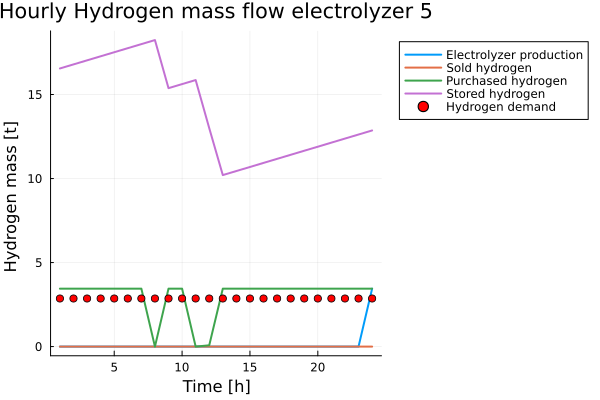 Hourly Hydrogen mass flow electrolyzer 5
Electrolyzer production
Sold hydrogen
Purchased hydrogen
Stored hydrogen
Hydrogen demand
Hydrogen mass [t]
15
10
5
0
5
10
15
20
Time [h]